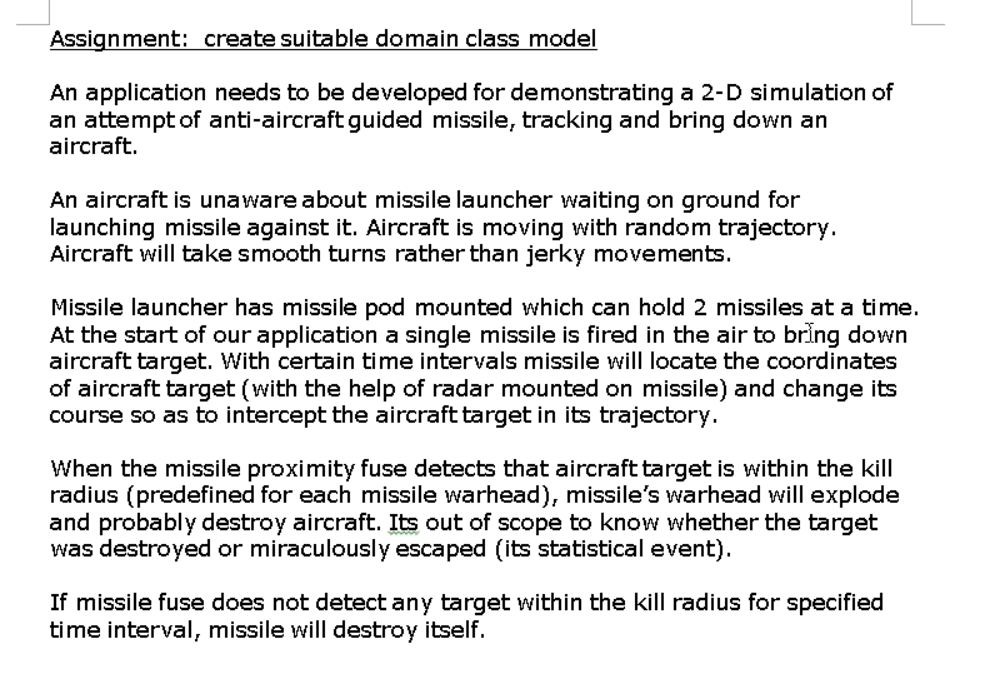 Assignment:  create suitable domain class model
An application needs to be developed for demonstrating a 2-D simulation of
an attempt of anti-aircraft guided missile, tracking and bring down an
aircraft.
An aircraft is unaware about missile launcher waiting on ground for
launching missile against it. Aircraft is moving with random trajectory.
Aircraft will take smooth turns rather than jerky movements.
Missile launcher has missile pod mounted which can hold 2 missiles at a time.
At the start of our application a single missile is fired in the air to bring down
aircraft target. With certain time intervals missile will locate the coordinates
of aircraft target (with the help of radar mounted on missile) and change its
course so as to intercept the aircraft target in its trajectory.
When the missile proximity fuse detects that aircraft target is within the kill
radius (predefined for each missile warhead), missile's warhead will explode
and probably destroy aircraft. Its out of scope to know whether the target
was destroyed or miraculously escaped (its statistical event).
If missile fuse does not detect any target within the kill radius for specified
time interval, missile will destroy itself.